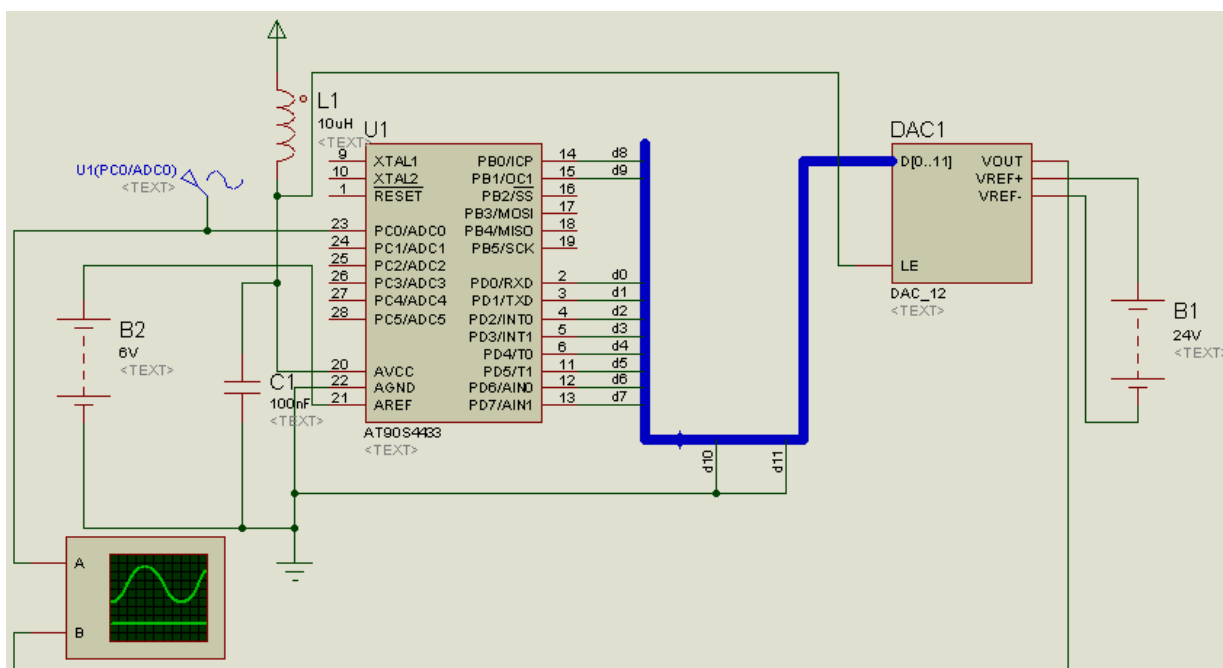 L1
10uH
<TEXT>
U1(PC0/ADC0)
<TEXT>
U1
9 XTAL1
10 XTAL2
1 RESET
23 PC0/ADC0
24 PC1/ADC1
25 PC2/ADC2
26 PC3/ADC3
27 PC4/ADC4
28 PC5/ADC5
20 AVCC
22 AGND
21 AREF
PB0/ICP 14 d8
PB1/OC1 15 d9
PB2/SS 16
PB3/MOSI 17
PB4/MISO 18
PB5/SCK 19
PD0/RXD 2 d0
PD1/TXD 3 d1
PD2/INT0 4 d2
PD3/INT1 5 d3
PD4/T0 6 d4
PD5/T1 11 d5
PD6/AIN0 12 d6
PD7/AIN1 13 d7
AT90S4433
<TEXT>
B2
6V
<TEXT>
C1
100nF
<TEXT>
d10
d11
DAC1
D[0..11]
LE
VOUT
VREF+
VREF-
DAC_12
<TEXT>
B1
24V
<TEXT>
A
B